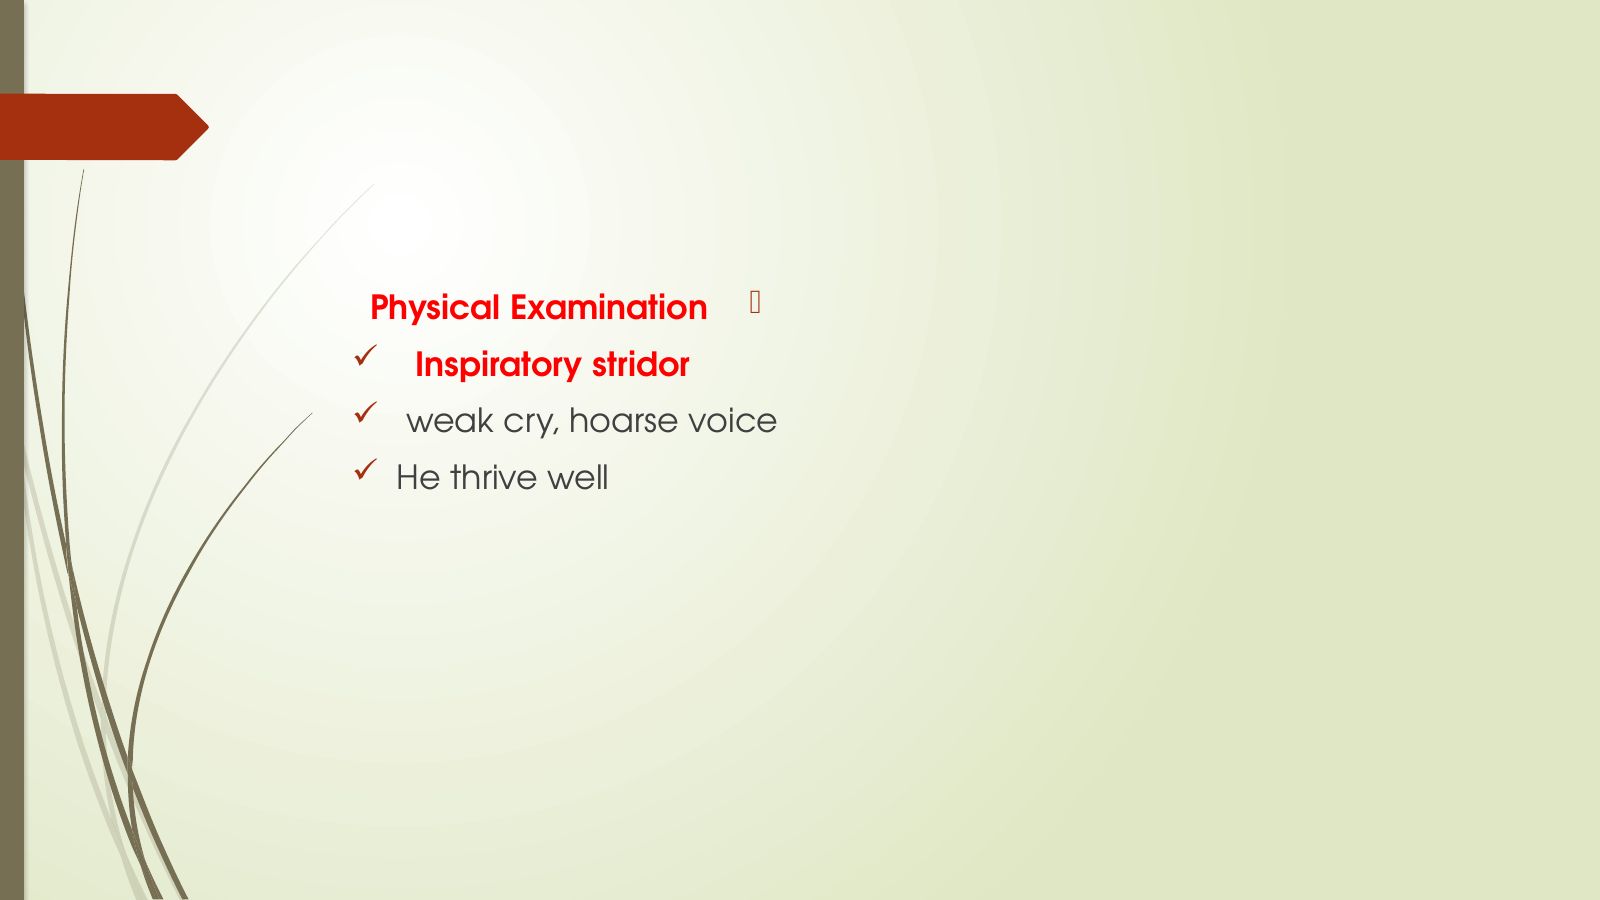 Physical Examination
✓ Inspiratory stridor
✓ weak cry, hoarse voice
✓ He thrive well